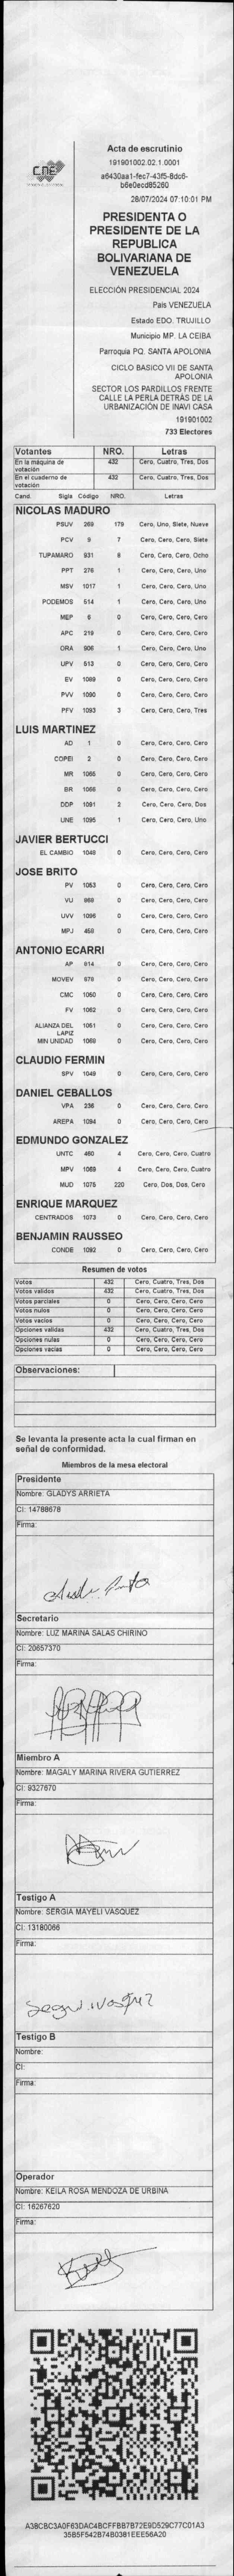 CNE
Acta de escrutinio
191901002.02.1.0001
a6430aa1-fec7-43f5-8dc6-
b6e0ecd85260
28/07/2024 07:10:01 PM
PRESIDENTA O
PRESIDENTE DE LA
REPUBLICA
BOLIVARIANA DE
VENEZUELA
ELECCIÓN PRESIDENCIAL 2024
País VENEZUELA
Estado EDO. TRUJILLO
Municipio MP. LA CEIBA
Parroquia PQ. SANTA APOLONIA
CICLO BASICO VII DE SANTA
APOLONIA
SECTOR LOS PARDILLOS FRENTE
CALLE LA PERLA DETRÁS DE LA
URBANIZACIÓN DE INAVI CASA
191901002
733 Electores
Votantes NRO. Letras
En la máquina de votación 432 Cero, Cuatro, Tres, Dos
En el cuaderno de votación 432 Cero, Cuatro, Tres, Dos
Cand. Sigla Código NRO. Letras
NICOLAS MADURO
PSUV 269 179 Cero, Uno, Siete, Nueve
PCV 9 7 Cero, Cero, Cero, Siete
TUPAMARO 931 8 Cero, Cero, Cero, Ocho
PPT 276 1 Cero, Cero, Cero, Uno
MSV 1017 1 Cero, Cero, Cero, Uno
PODEMOS 514 1 Cero, Cero, Cero, Uno
MEP 6 0 Cero, Cero, Cero, Cero
APC 219 0 Cero, Cero, Cero, Cero
ORA 906 1 Cero, Cero, Cero, Uno
UPV 513 0 Cero, Cero, Cero, Cero
EV 1089 0 Cero, Cero, Cero, Cero
PVV 1090 0 Cero, Cero, Cero, Cero
PFV 1093 3 Cero, Cero, Cero, Tres
LUIS MARTINEZ
AD 1 0 Cero, Cero, Cero, Cero
COPEI 2 0 Cero, Cero, Cero, Cero
MR 1065 0 Cero, Cero, Cero, Cero
BR 1066 0 Cero, Cero, Cero, Cero
DDP 1091 2 Cero, Cero, Cero, Dos
UNE 1095 1 Cero, Cero, Cero, Uno
JAVIER BERTUCCI
EL CAMBIO 1048 0 Cero, Cero, Cero, Cero
JOSE BRITO
PV 1053 0 Cero, Cero, Cero, Cero
VU 969 0 Cero, Cero, Cero, Cero
UVV 1096 0 Cero, Cero, Cero, Cero
MPJ 458 0 Cero, Cero, Cero, Cero
ANTONIO ECARRI
AP 614 0 Cero, Cero, Cero, Cero
MOVEV 679 0 Cero, Cero, Cero, Cero
CMC 1050 0 Cero, Cero, Cero, Cero
FV 1062 0 Cero, Cero, Cero, Cero
ALIANZA DEL LAPIZ 1051 0 Cero, Cero, Cero, Cero
MIN UNIDAD 1069 0 Cero, Cero, Cero, Cero
CLAUDIO FERMIN
SPV 1049 0 Cero, Cero, Cero, Cero
DANIEL CEBALLOS
VPA 236 0 Cero, Cero, Cero, Cero
AREPA 1094 0 Cero, Cero, Cero, Cero
EDMUNDO GONZALEZ
UNTC 480 4 Cero, Cero, Cero, Cuatro
MPV 1069 4 Cero, Cero, Cero, Cuatro
MUD 1075 220 Cero, Dos, Dos, Cero
ENRIQUE MARQUEZ
CENTRADOS 1073 0 Cero, Cero, Cero, Cero
BENJAMIN RAUSSEO
CONDE 1092 0 Cero, Cero, Cero, Cero
Resumen de votos
Votos 432 Cero, Cuatro, Tres, Dos
Votos validos 432 Cero, Cuatro, Tres, Dos
Votos parciales 0 Cero, Cero, Cero, Cero
Votos nulos 0 Cero, Cero, Cero, Cero
Votos vacíos 0 Cero, Cero, Cero, Cero
Opciones validas 432 Cero, Cuatro, Tres, Dos
Opciones nulas 0 Cero, Cero, Cero, Cero
Opciones vacías 0 Cero, Cero, Cero, Cero
Observaciones:
Se levanta la presente acta la cual firman en
señal de conformidad.
Miembros de la mesa electoral
Presidente
Nombre: GLADYS ARRIETA
CI: 14788678
Firma:
Secretario
Nombre: LUZ MARINA SALAS CHIRINO
CI: 20657370
Firma:
Miembro A
Nombre: MAGALY MARINA RIVERA GUTIERREZ
CI: 9327670
Firma:
Testigo A
Nombre: SERGIA MAYELI VASQUEZ
CI: 13180066
Firma:
Testigo B
Nombre:
CI:
Firma:
Operador
Nombre: KEILA ROSA MENDOZA DE URBINA
CI: 16267620
Firma:
A3BCBC3A0F63DAC4BCFFBB7B72E9D529C77C01A3
35B5F542B74B0381EEE56A20